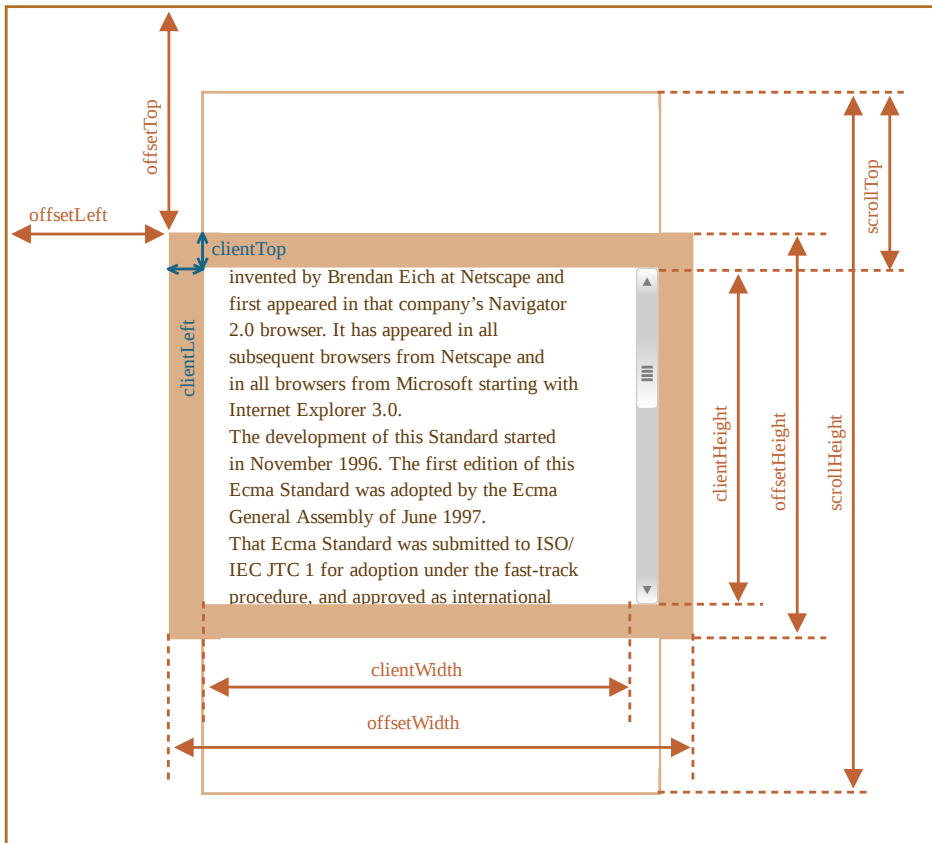 offsetTop
offsetLeft
clientTop
clientLeft
invented by Brendan Eich at Netscape and
first appeared in that company’s Navigator
2.0 browser. It has appeared in all
subsequent browsers from Netscape and
in all browsers from Microsoft starting with
Internet Explorer 3.0.
The development of this Standard started
in November 1996. The first edition of this
Ecma Standard was adopted by the Ecma
General Assembly of June 1997.
That Ecma Standard was submitted to ISO/
IEC JTC 1 for adoption under the fast-track
procedure, and approved as international
scrollTop
clientHeight
offsetHeight
scrollHeight
clientWidth
offsetWidth